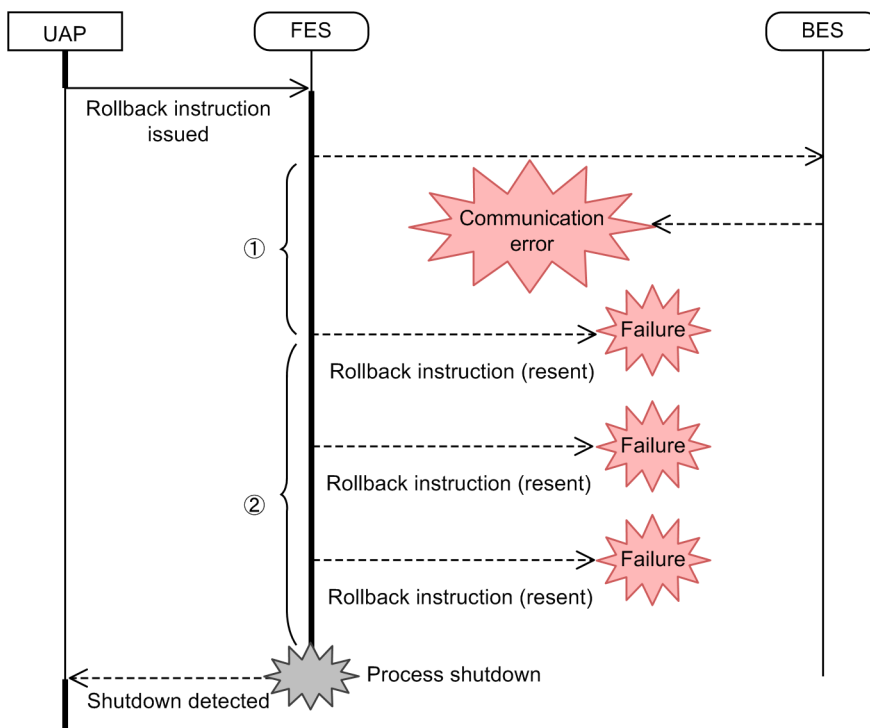 UAP
FES
BES
Rollback instruction
issued
Communication
error
①
Failure
Rollback instruction (resent)
Failure
Rollback instruction (resent)
②
Failure
Rollback instruction (resent)
Process shutdown
Shutdown detected